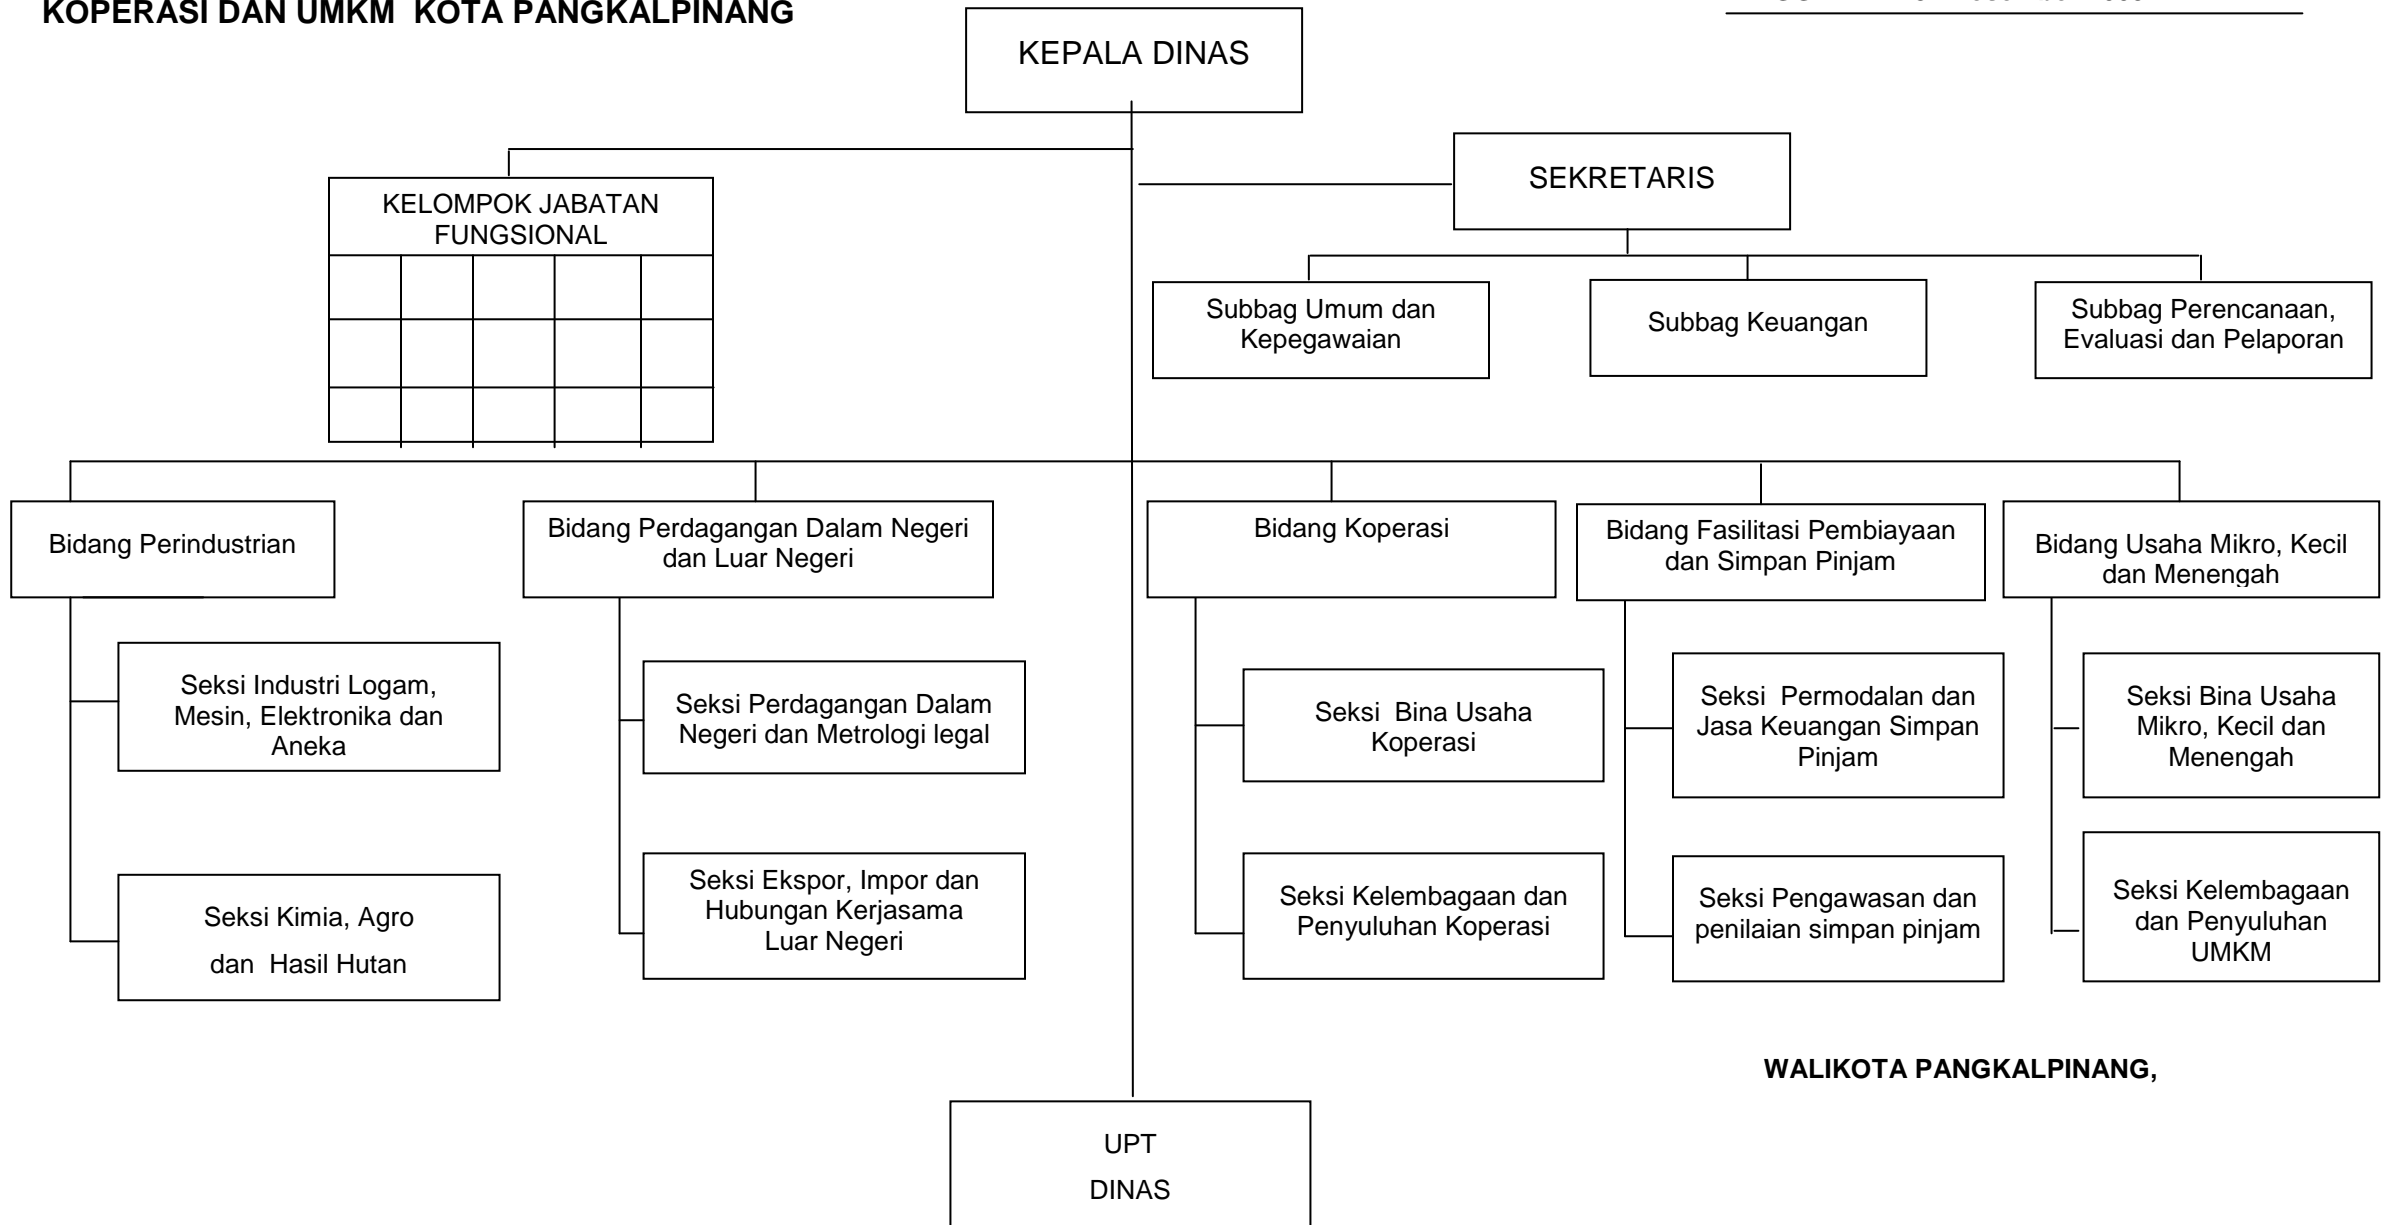 KOPERASI DAN UMKM KOTA PANGKALPINANG
KEPALA DINAS
SEKRETARIS
KELOMPOK JABATAN
FUNGSIONAL
Subbag Umum dan
Kepegawaian
Subbag Keuangan
Subbag Perencanaan,
Evaluasi dan Pelaporan
Bidang Perindustrian
Bidang Perdagangan Dalam Negeri
dan Luar Negeri
Bidang Koperasi
Bidang Fasilitasi Pembiayaan
dan Simpan Pinjam
Bidang Usaha Mikro, Kecil
dan Menengah
Seksi Industri Logam,
Mesin, Elektronika dan
Aneka
Seksi Perdagangan Dalam
Negeri dan Metrologi legal
Seksi Bina Usaha
Koperasi
Seksi Permodalan dan
Jasa Keuangan Simpan
Pinjam
Seksi Bina Usaha
Mikro, Kecil dan
Menengah
Seksi Kimia, Agro
dan Hasil Hutan
Seksi Ekspor, Impor dan
Hubungan Kerjasama
Luar Negeri
Seksi Kelembagaan dan
Penyuluhan Koperasi
Seksi Pengawasan dan
penilaian simpan pinjam
Seksi Kelembagaan
dan Penyuluhan
UMKM
WALIKOTA PANGKALPINANG,
UPT
DINAS